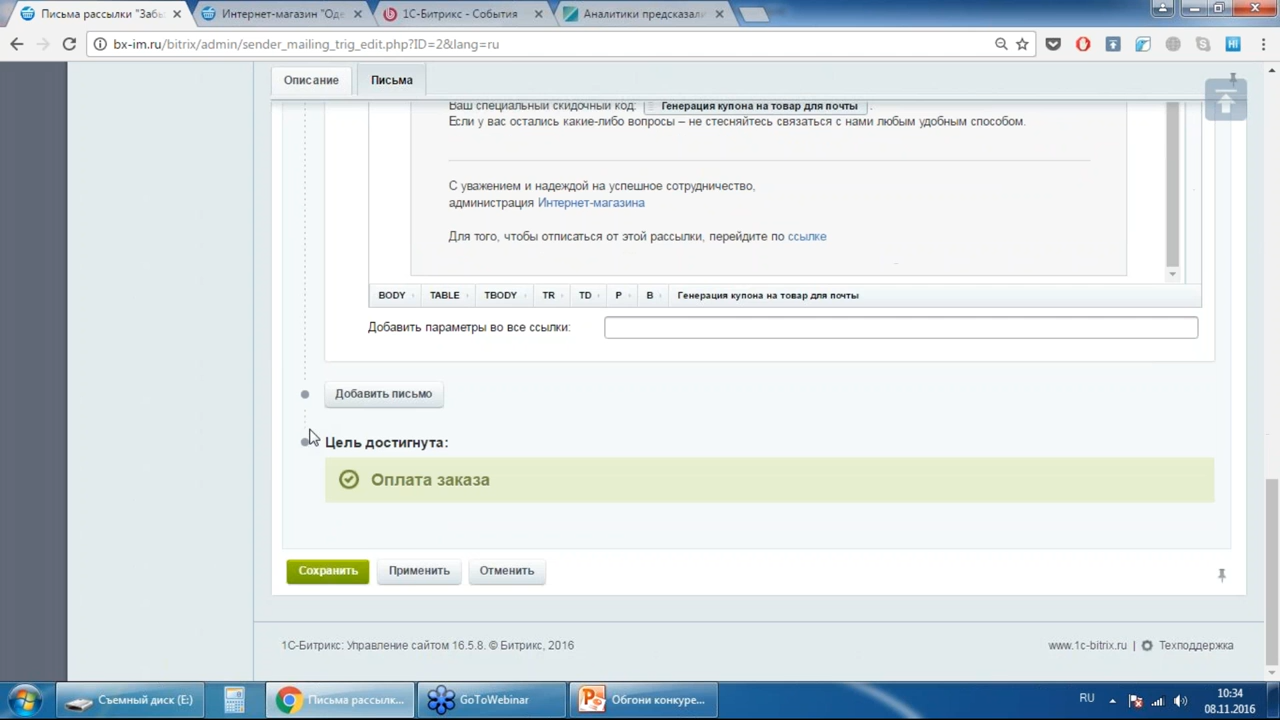 Письма рассылки "Забы
Интернет-магазин "Оде
1С-Битрикс - События
Аналитики предсказали
bx-im.ru/bitrix/admin/sender_mailing_trig_edit.php?ID=2&lang=ru
Описание
Письма
Ваш специальный скидочный код: Генерация купона на товар для почты .
Если у вас остались какие-либо вопросы – не стесняйтесь связаться с нами любым удобным способом.
С уважением и надеждой на успешное сотрудничество,
администрация Интернет-магазина
Для того, чтобы отписаться от этой рассылки, перейдите по ссылке
BODY TABLE TBODY TR TD P B Генерация купона на товар для почты
Добавить параметры во все ссылки:
Добавить письмо
Цель достигнута:
Оплата заказа
Сохранить Применить Отменить
1С-Битрикс: Управление сайтом 16.5.8. © Битрикс, 2016
www.1c-bitrix.ru | Техподдержка
Съемный диск (E:)
Письма рассылк...
GoToWebinar
Обгони конкуре...
RU
10:34
08.11.2016